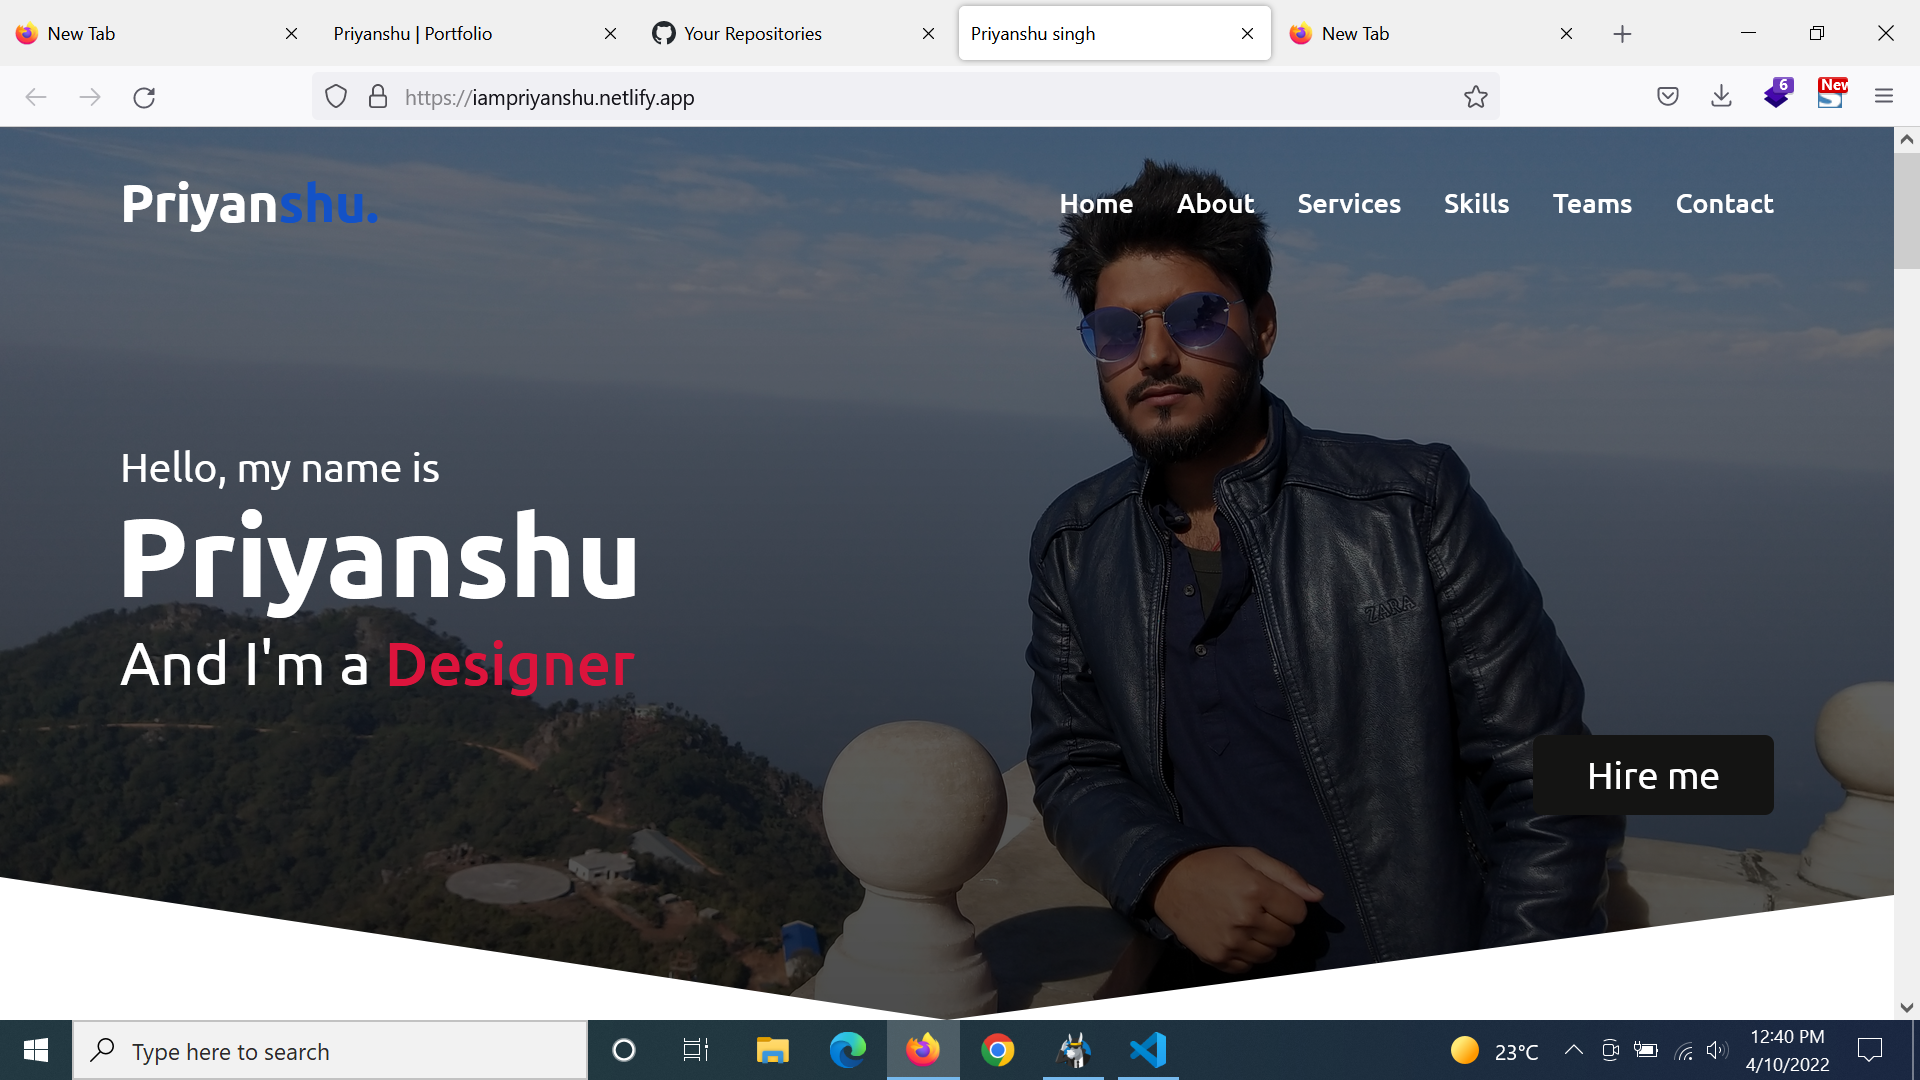 New Tab
Priyanshu | Portfolio
Your Repositories
Priyanshu singh
New Tab
https://iampriyanshu.netlify.app
6
New
Priyanshu.
Home About Services Skills Teams Contact
Hello, my name is
Priyanshu
And I'm a Designer
ZARA
Hire me
Type here to search
23°C
12:40 PM
4/10/2022